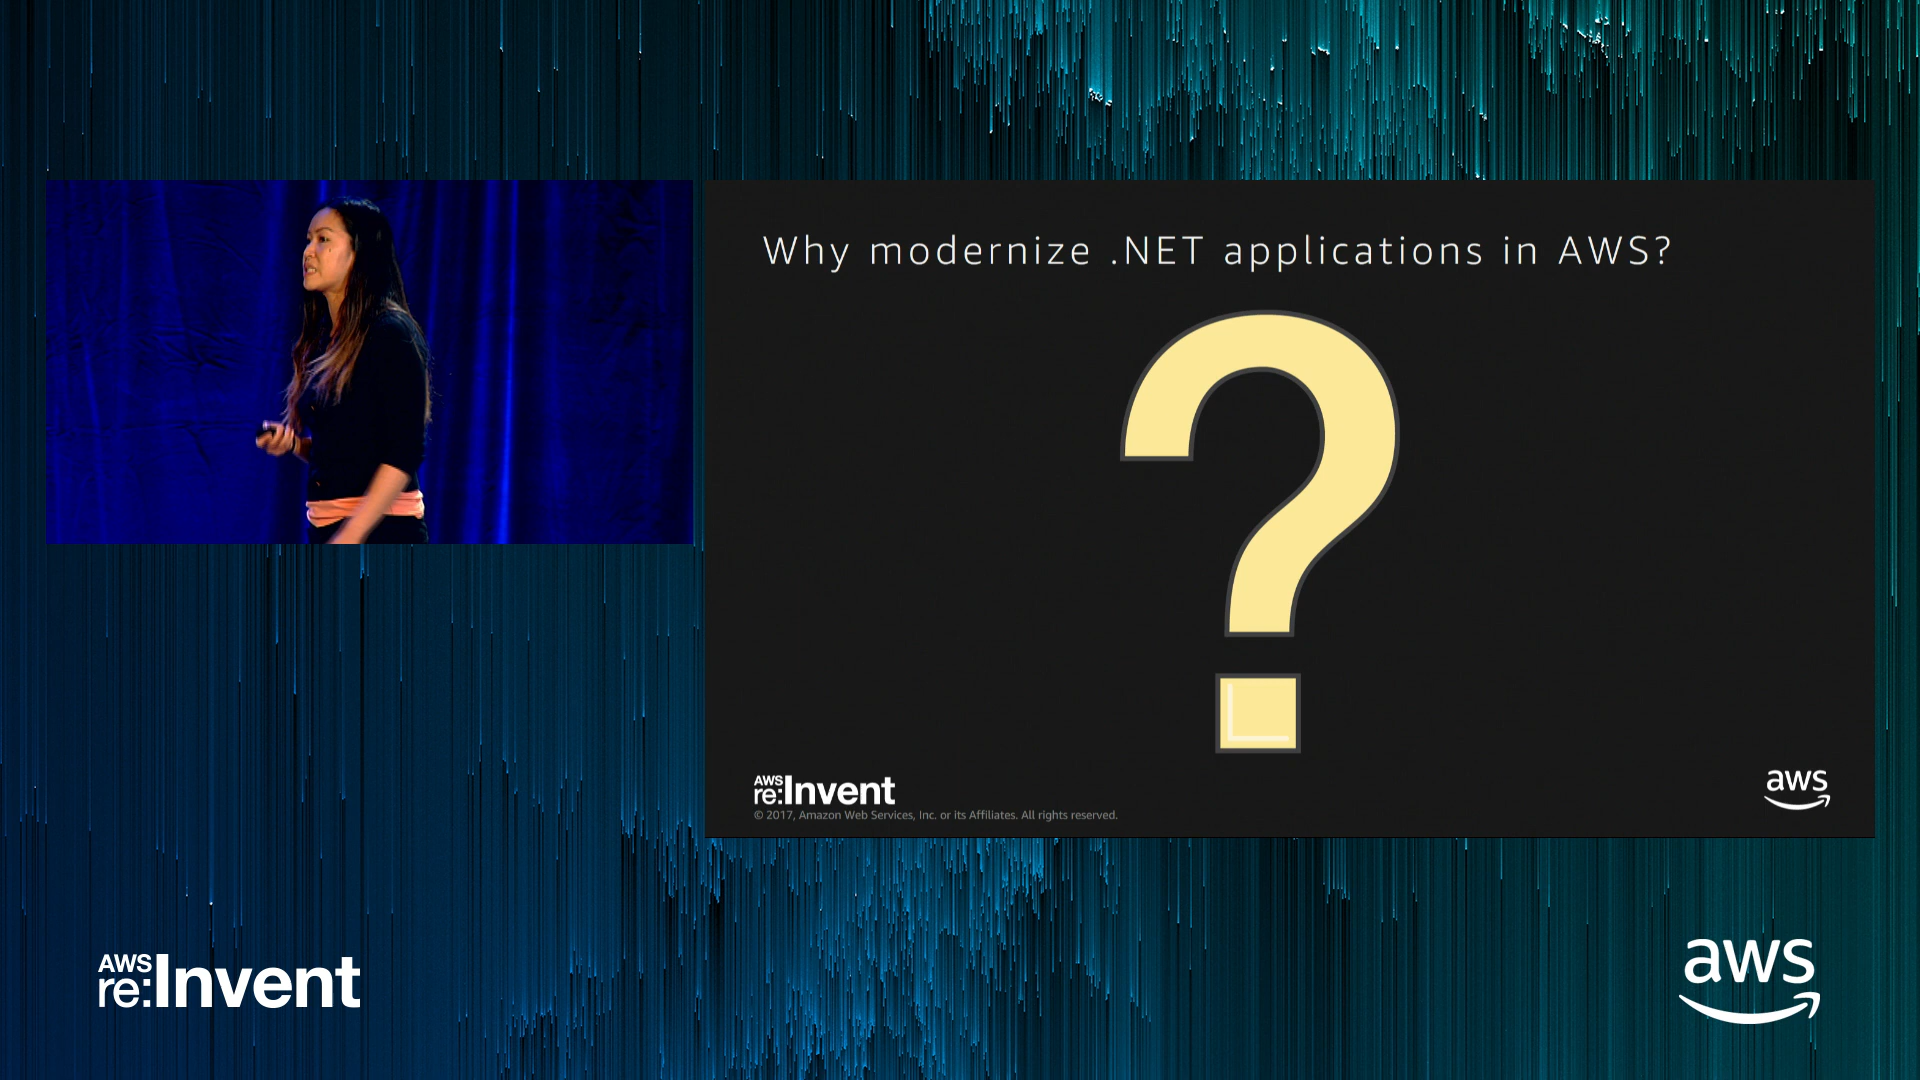 Why modernize .NET applications in AWS?
?
AWS
re:Invent
© 2017, Amazon Web Services, Inc. or its Affiliates. All rights reserved.
aws
AWS
re:Invent
aws